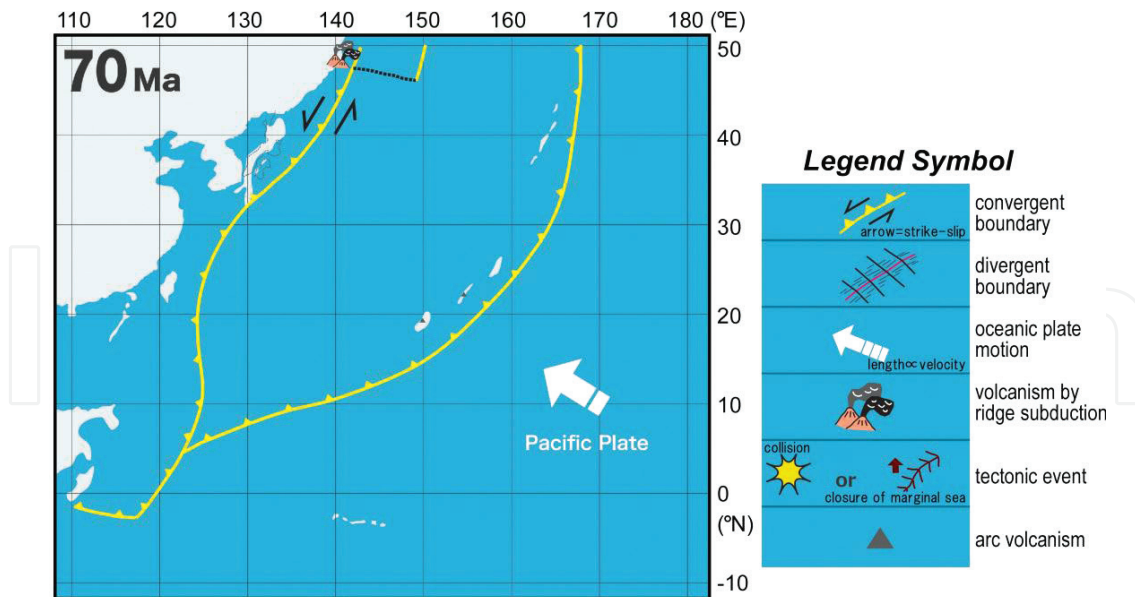 110 120 130 140 150 160 170 180 (ºE)
70 Ma
50
40
30
20
10
0
(ºN)
-10
Pacific Plate
Legend Symbol
convergent
boundary
arrow=strike-slip
divergent
boundary
oceanic plate
motion
length∝velocity
volcanism by
ridge subduction
collision
or
closure of marginal sea
tectonic event
arc volcanism